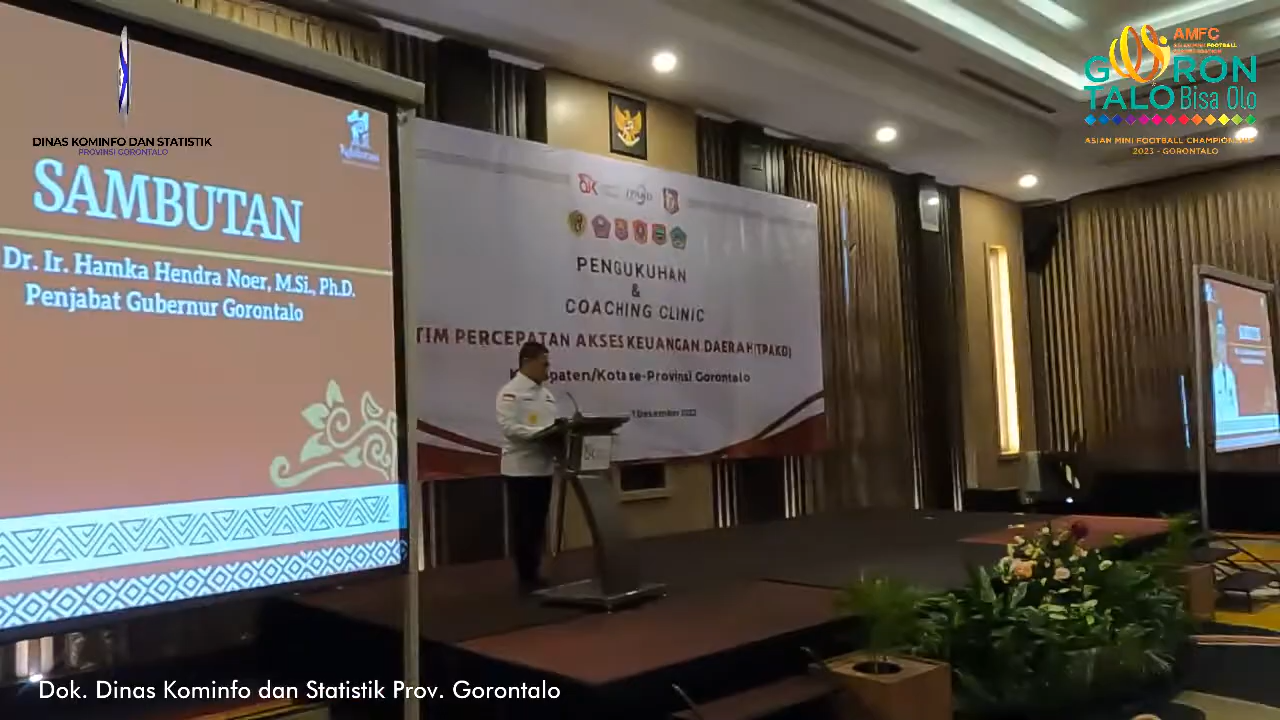 DINAS KOMINFO DAN STATISTIK
PROVINSI GORONTALO
SAMBUTAN
Dr. Ir. Hamka Hendra Noer, M.Si., Ph.D.
Penjabat Gubernur Gorontalo
PENGUKUHAN
&
COACHING CLINIC
TIM PERCEPATAN AKSES KEUANGAN DAERAH (TPAKD)
Kabupaten/Kota se-Provinsi Gorontalo
Desember
AMFC
GORON
TALO Bisa Olo
ASIAN MINI FOOTBALL CHAMPIONSHIP
2023 - GORONTALO
Dok. Dinas Kominfo dan Statistik Prov. Gorontalo